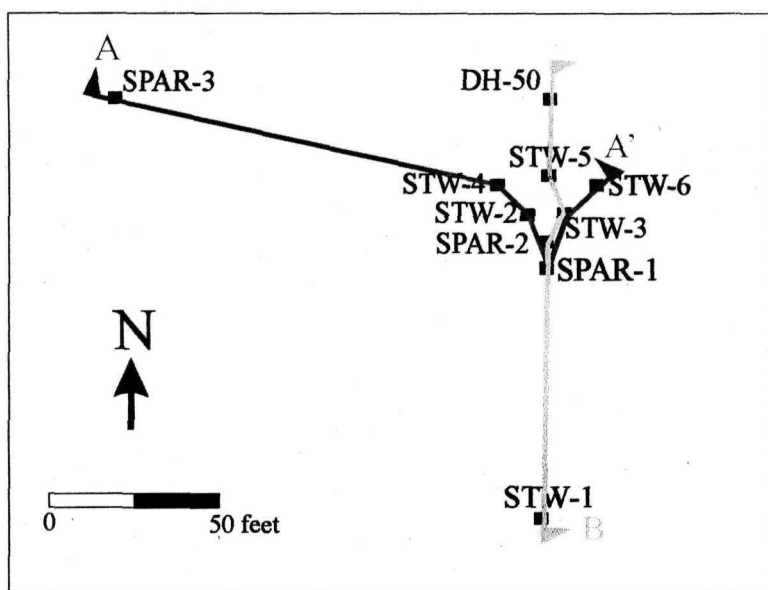 A
SPAR-3
DH-50
STW-5
A'
STW-4
STW-6
STW-2
STW-3
SPAR-2
SPAR-1
N
0 50 feet
STW-1
B